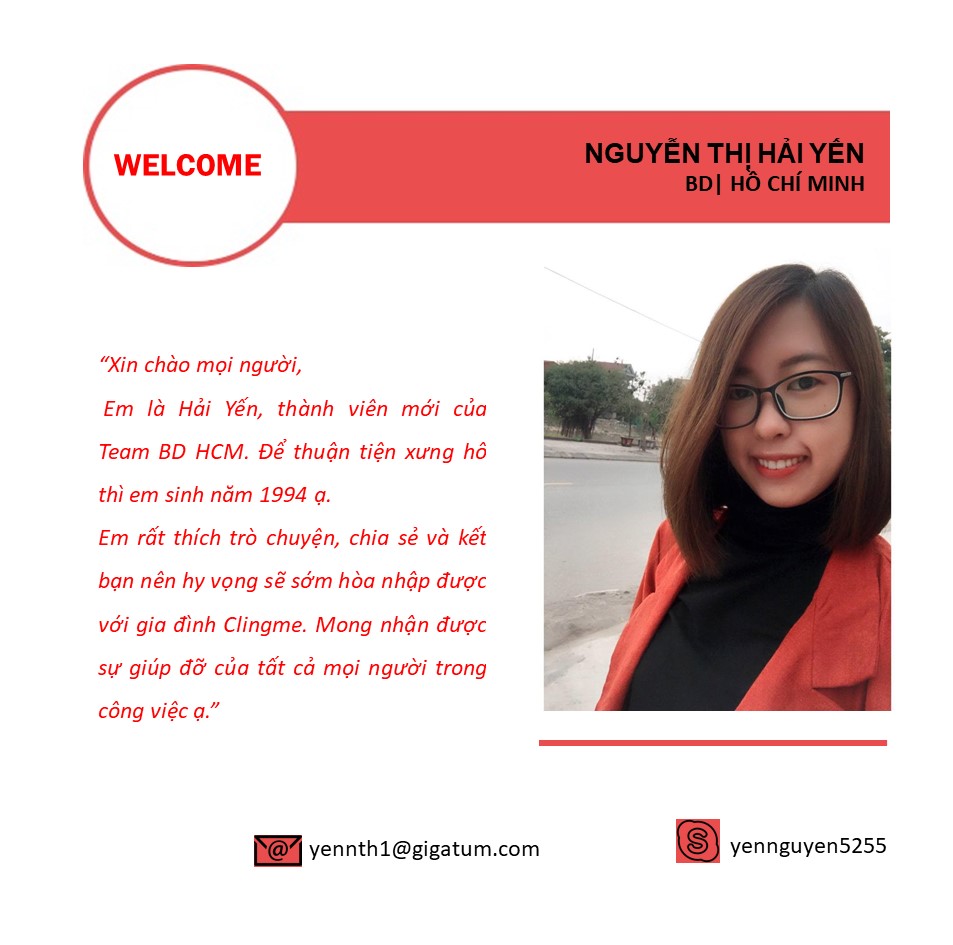 WELCOME
NGUYỄN THỊ HẢI YẾN
BD| HỒ CHÍ MINH
“Xin chào mọi người,
Em là Hải Yến, thành viên mới của
Team BD HCM. Để thuận tiện xưng hô
thì em sinh năm 1994 ạ.
Em rất thích trò chuyện, chia sẻ và kết
bạn nên hy vọng sẽ sớm hòa nhập được
với gia đình Clingme. Mong nhận được
sự giúp đỡ của tất cả mọi người trong
công việc ạ.”
yennth1@gigatum.com
yennguyen5255